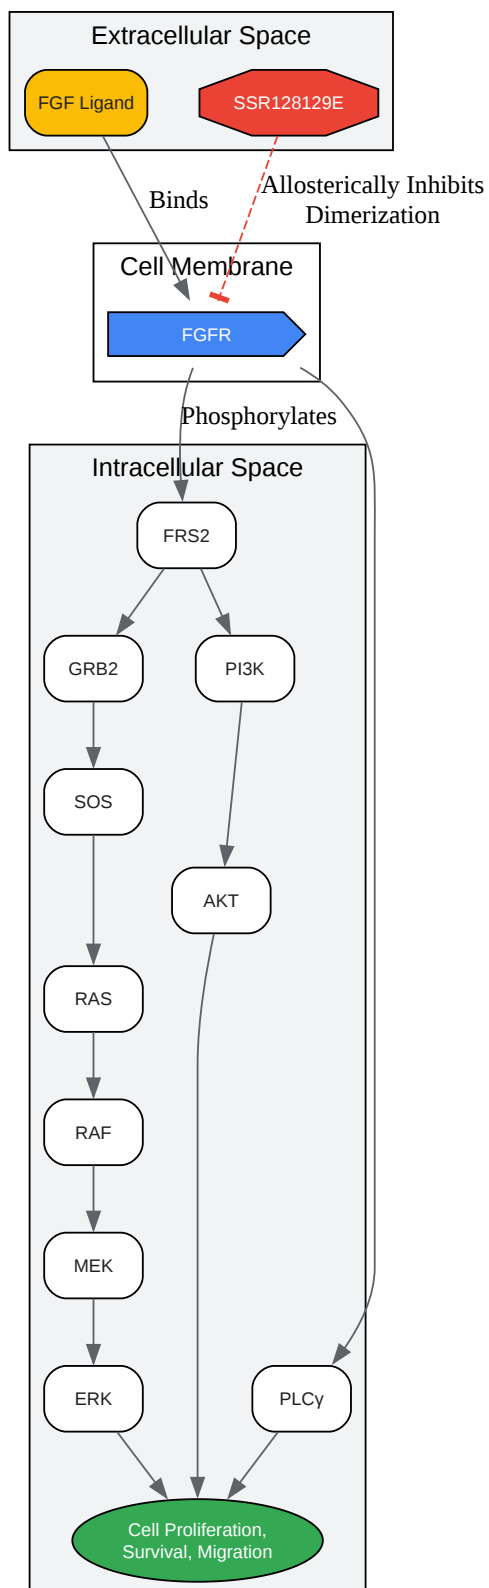 Extracellular Space
FGF Ligand
SSR128129E
Binds
Allosterically Inhibits
Dimerization
Cell Membrane
FGFR
Phosphorylates
Intracellular Space
FRS2
GRB2
PI3K
SOS
AKT
RAS
RAF
MEK
ERK
PLCγ
Cell Proliferation,
Survival, Migration